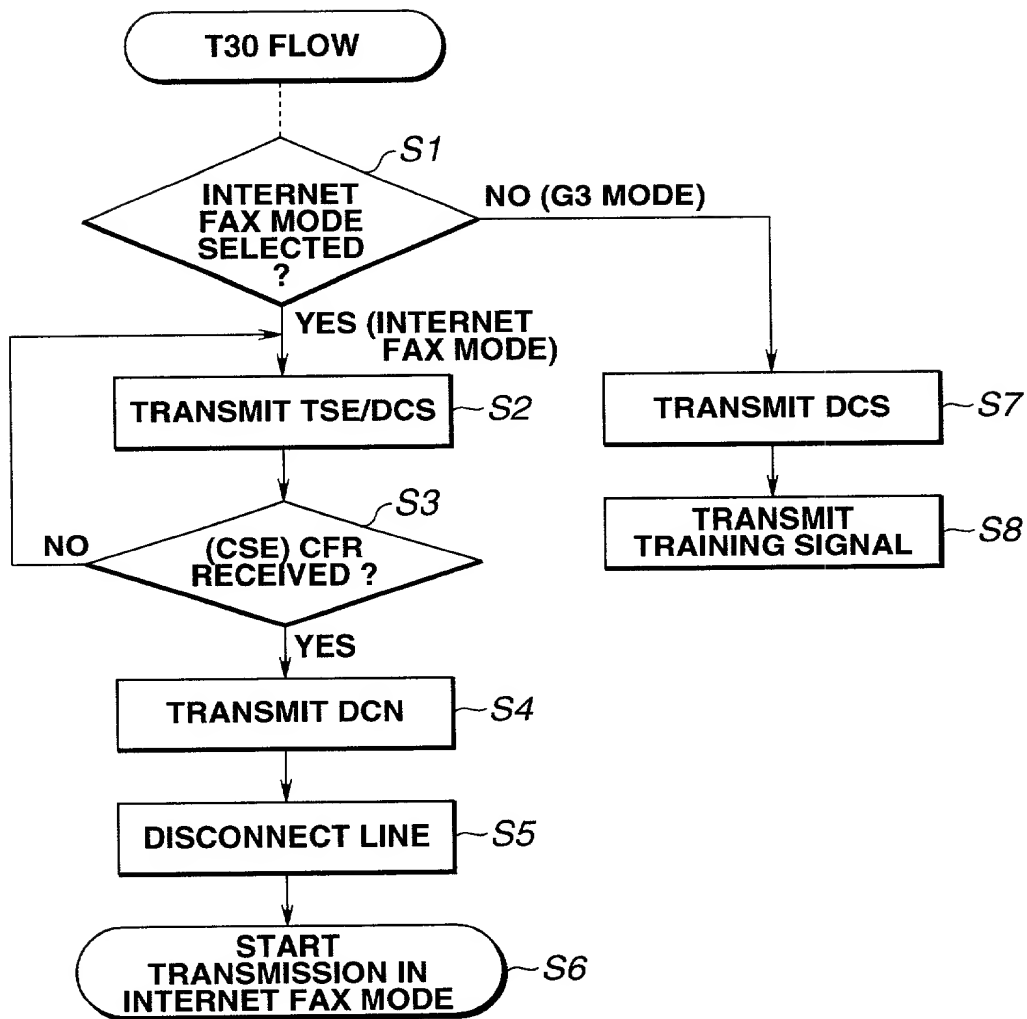 T30 FLOW
S1
INTERNET
FAX MODE
SELECTED
?
NO (G3 MODE)
YES (INTERNET
FAX MODE)
TRANSMIT TSE/DCS
S2
TRANSMIT DCS
S7
S3
(CSE) CFR
RECEIVED ?
NO
TRANSMIT
TRAINING SIGNAL
S8
YES
TRANSMIT DCN
S4
DISCONNECT LINE
S5
START
TRANSMISSION IN
INTERNET FAX MODE
S6